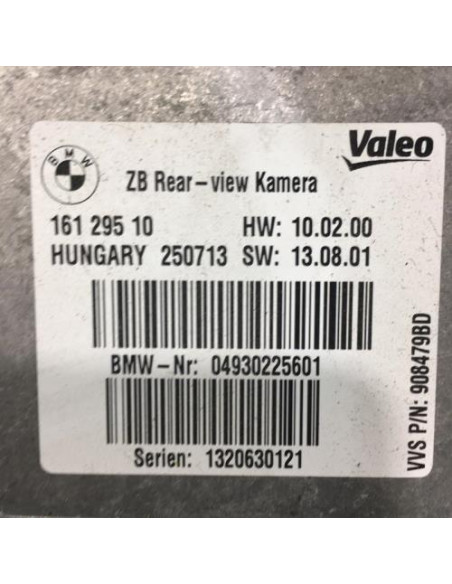 BMW
Valeo
ZB Rear-view Kamera
161 295 10 HW: 10.02.00
HUNGARY 250713 SW: 13.08.01
BMW-Nr: 04930225601
Serien: 1320630121
VVS P/N: 908479BD